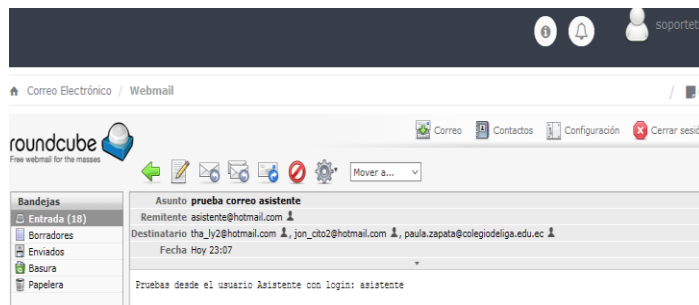 soportet
Correo Electrónico / Webmail /
roundcube
Free webmail for the masses
Correo Contactos Configuración Cerrar sesió
Mover a...
Bandejas
Entrada (18)
Borradores
Enviados
Basura
Papelera
Asunto prueba correo asistente
Remitente asistente@hotmail.com
Destinatario tha_ly2@hotmail.com , jon_cito2@hotmail.com , paula.zapata@colegiodeliga.edu.ec
Fecha Hoy 23:07
Pruebas desde el usuario Asistente con login: asistente